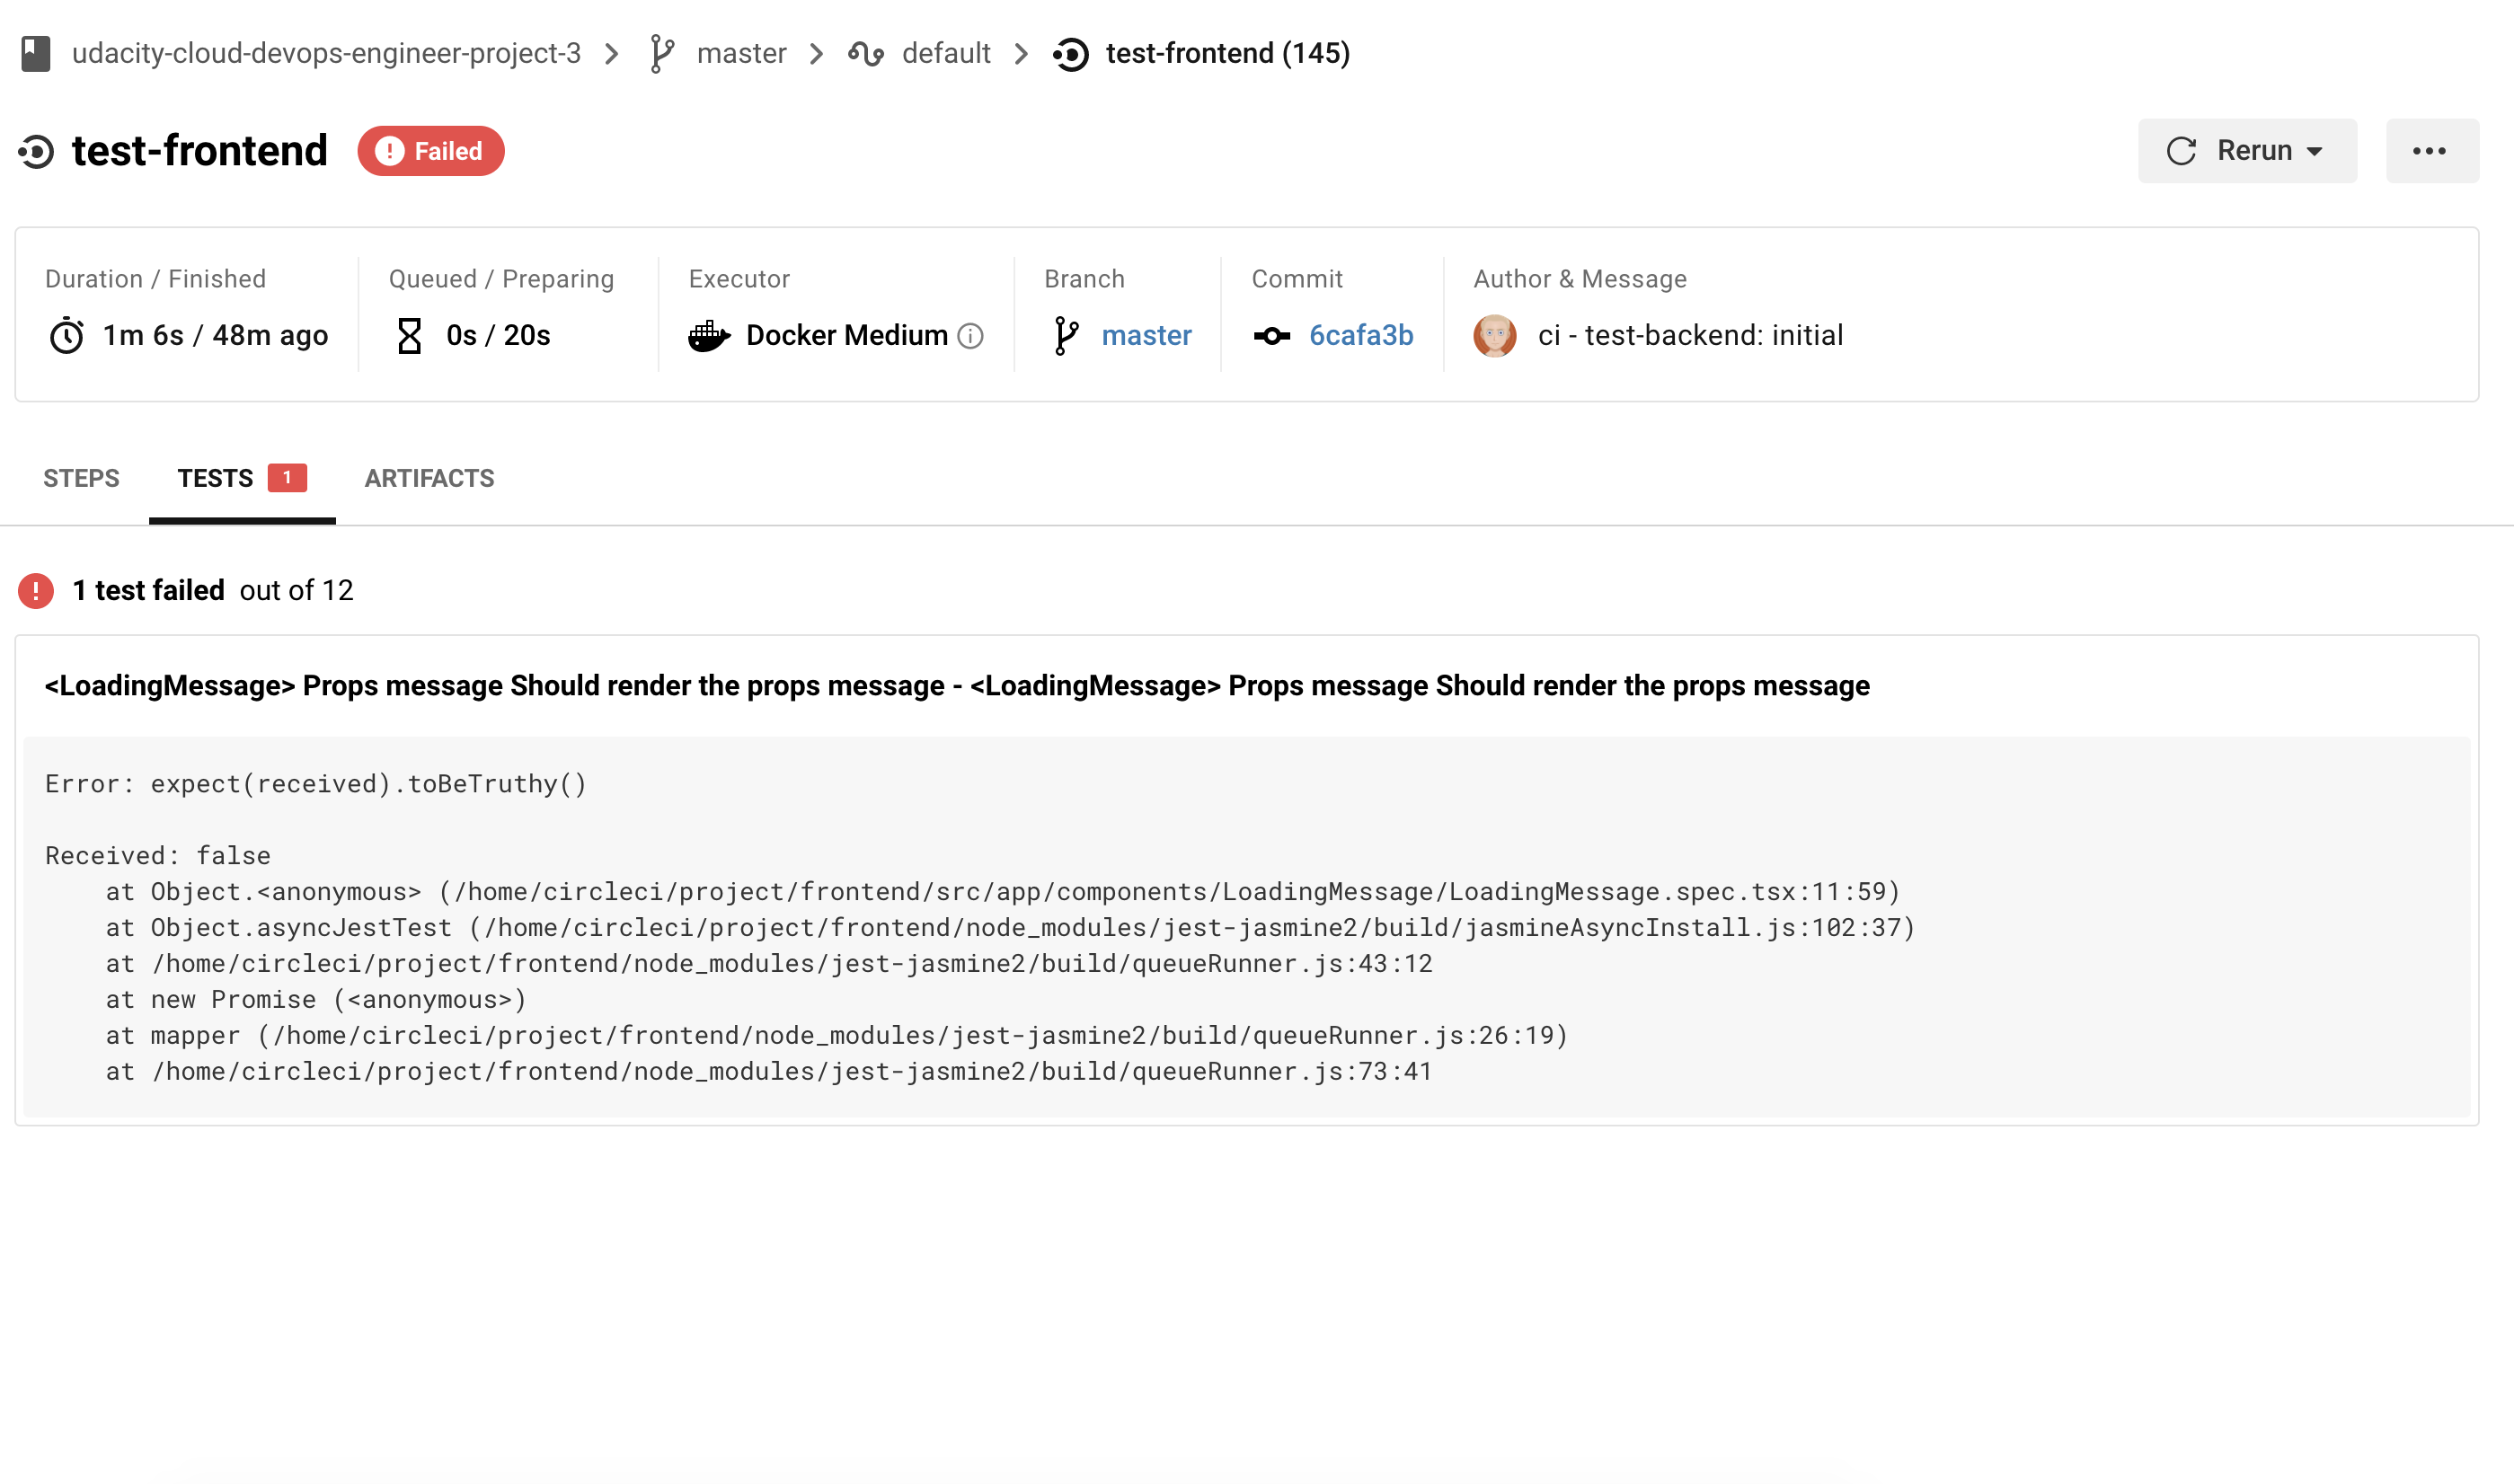 udacity-cloud-devops-engineer-project-3 master default test-frontend (145)
test-frontend Failed Rerun
Duration / Finished Queued / Preparing Executor Branch Commit Author & Message
1m 6s / 48m ago 0s / 20s Docker Medium master 6cafa3b ci - test-backend: initial
STEPS TESTS 1 ARTIFACTS
1 test failed out of 12
<LoadingMessage> Props message Should render the props message - <LoadingMessage> Props message Should render the props message
Error: expect(received).toBeTruthy()
Received: false
at Object.<anonymous> (/home/circleci/project/frontend/src/app/components/LoadingMessage/LoadingMessage.spec.tsx:11:59)
at Object.asyncJestTest (/home/circleci/project/frontend/node_modules/jest-jasmine2/build/jasmineAsyncInstall.js:102:37)
at /home/circleci/project/frontend/node_modules/jest-jasmine2/build/queueRunner.js:43:12
at new Promise (<anonymous>)
at mapper (/home/circleci/project/frontend/node_modules/jest-jasmine2/build/queueRunner.js:26:19)
at /home/circleci/project/frontend/node_modules/jest-jasmine2/build/queueRunner.js:73:41